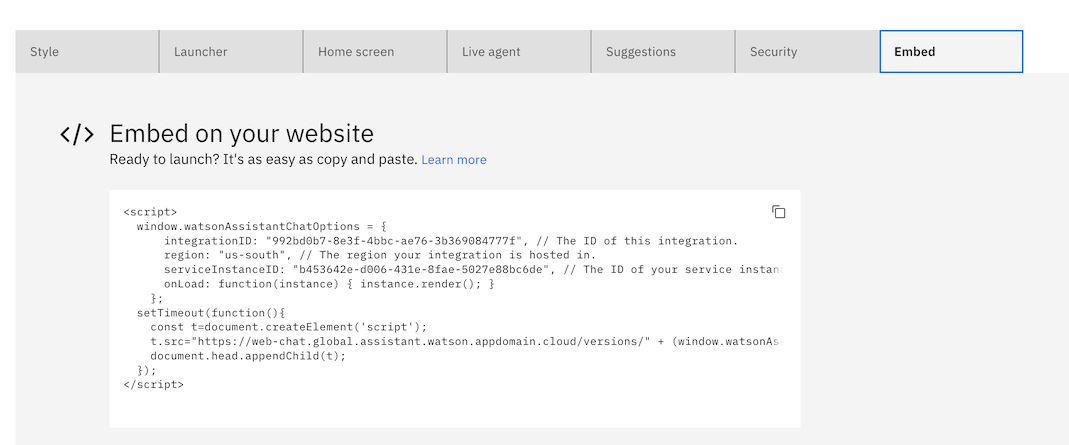 Style
Launcher
Home screen
Live agent
Suggestions
Security
Embed
</> Embed on your website
Ready to launch? It's as easy as copy and paste. Learn more
<script>
window.watsonAssistantChatOptions = {
integrationID: "992bd0b7-8e3f-4bbc-ae76-3b369084777f", // The ID of this integration.
region: "us-south", // The region your integration is hosted in.
serviceInstanceID: "b453642e-d006-431e-8fae-5027e88bc6de", // The ID of your service instan
onLoad: function(instance) { instance.render(); }
};
setTimeout(function(){
const t=document.createElement('script');
t.src="https://web-chat.global.assistant.watson.appdomain.cloud/versions/" + (window.watsonAs
document.head.appendChild(t);
});
</script>